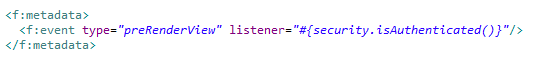 <f:metadata>
  <f:event type="preRenderView" listener="#{security.isAuthenticated()}"/>
</f:metadata>